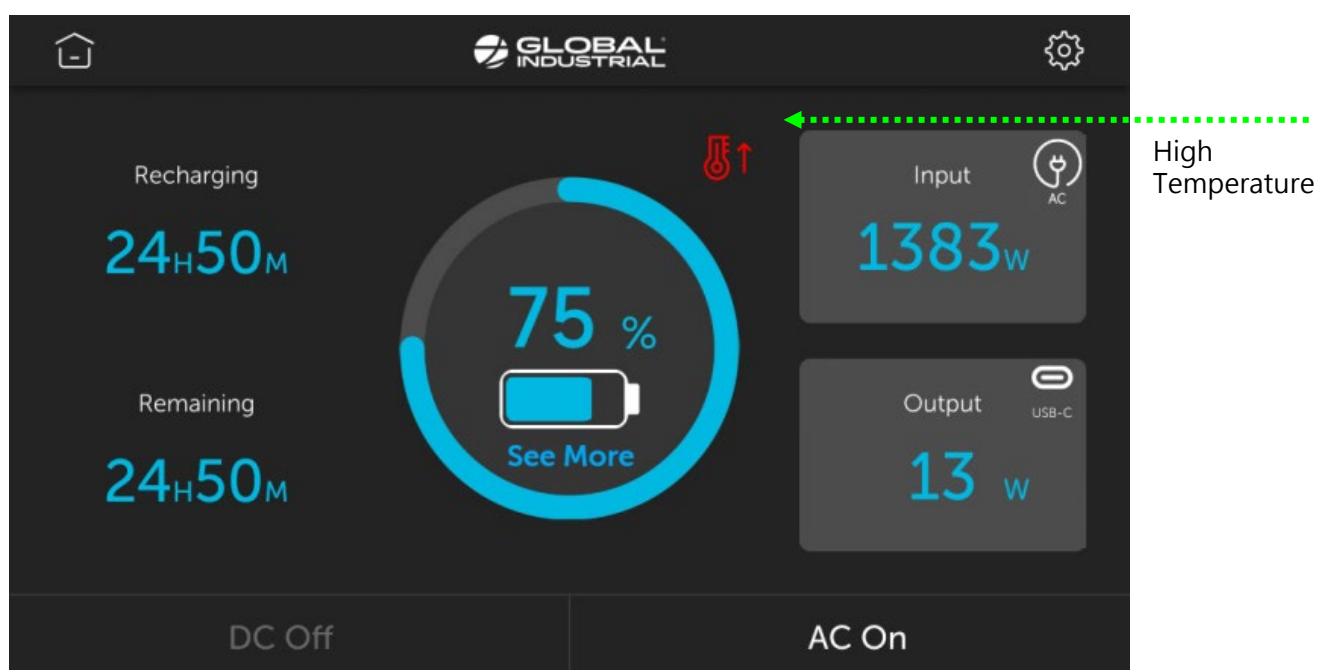 GLOBAL
INDUSTRIAL
High
Temperature
Recharging
24H50M
75 %
See More
Input
AC
1383W
Remaining
24H50M
Output
USB-C
13 W
DC Off
AC On